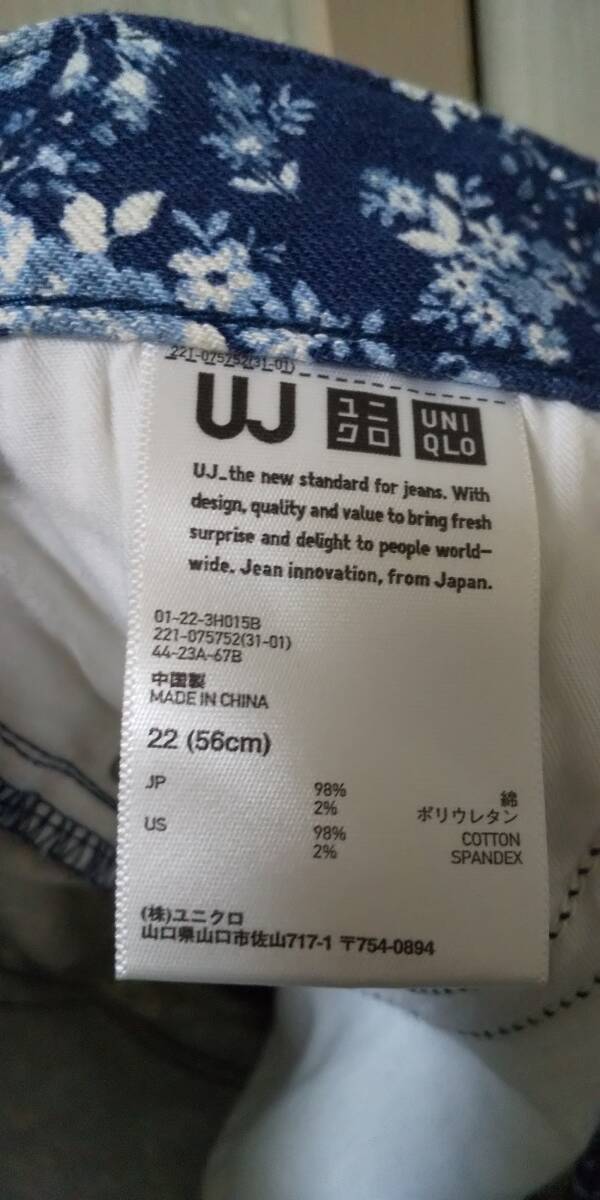 221-075752(31-01)
UJ ユニクロ UNIQLO
UJ_the new standard for jeans. With
design, quality and value to bring fresh
surprise and delight to people world-
wide. Jean innovation, from Japan.
01-22-3H015B
221-075752(31-01)
44-23A-67B
中国製
MADE IN CHINA
22 (56cm)
JP 98% 綿
2% ポリウレタン
US 98% COTTON
2% SPANDEX
(株)ユニクロ
山口県山口市佐山717-1 〒754-0894